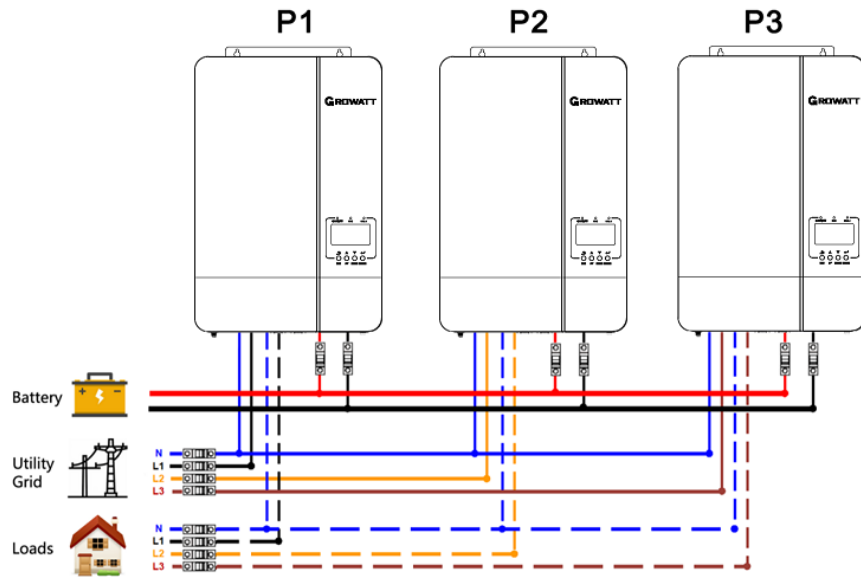 P1 P2 P3
GROWATT GROWATT GROWATT
Battery
+ -
Utility
Grid
N
L1
L2
L3
Loads
N
L1
L2
L3